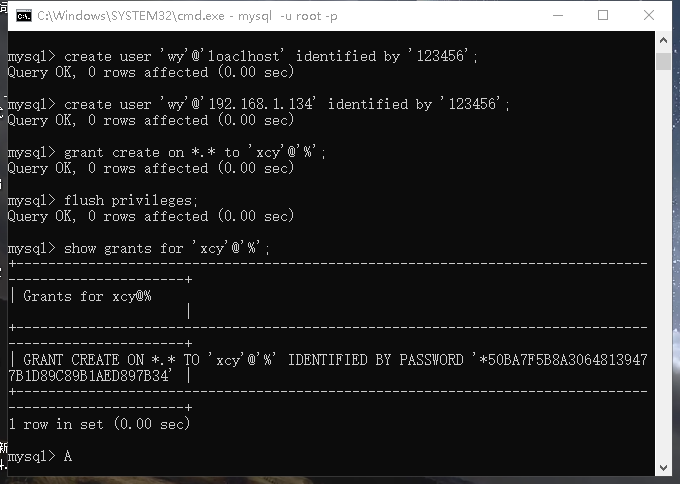 C:\Windows\SYSTEM32\cmd.exe - mysql  -u root -p
mysql> create user 'wy'@'loaclhost' identified by '123456';
Query OK, 0 rows affected (0.00 sec)
mysql> create user 'wy'@'192.168.1.134' identified by '123456';
Query OK, 0 rows affected (0.00 sec)
mysql> grant create on *.* to 'xcy'@'%';
Query OK, 0 rows affected (0.00 sec)
mysql> flush privileges;
Query OK, 0 rows affected (0.00 sec)
mysql> show grants for 'xcy'@'%';
+--------------------------------------------------------------------------------
----------------------+
| Grants for xcy@%
                      |
+--------------------------------------------------------------------------------
----------------------+
| GRANT CREATE ON *.* TO 'xcy'@'%' IDENTIFIED BY PASSWORD '*50BA7F5B8A3064813947
7B1D89C89B1AED897B34' |
+--------------------------------------------------------------------------------
----------------------+
1 row in set (0.00 sec)
mysql> A